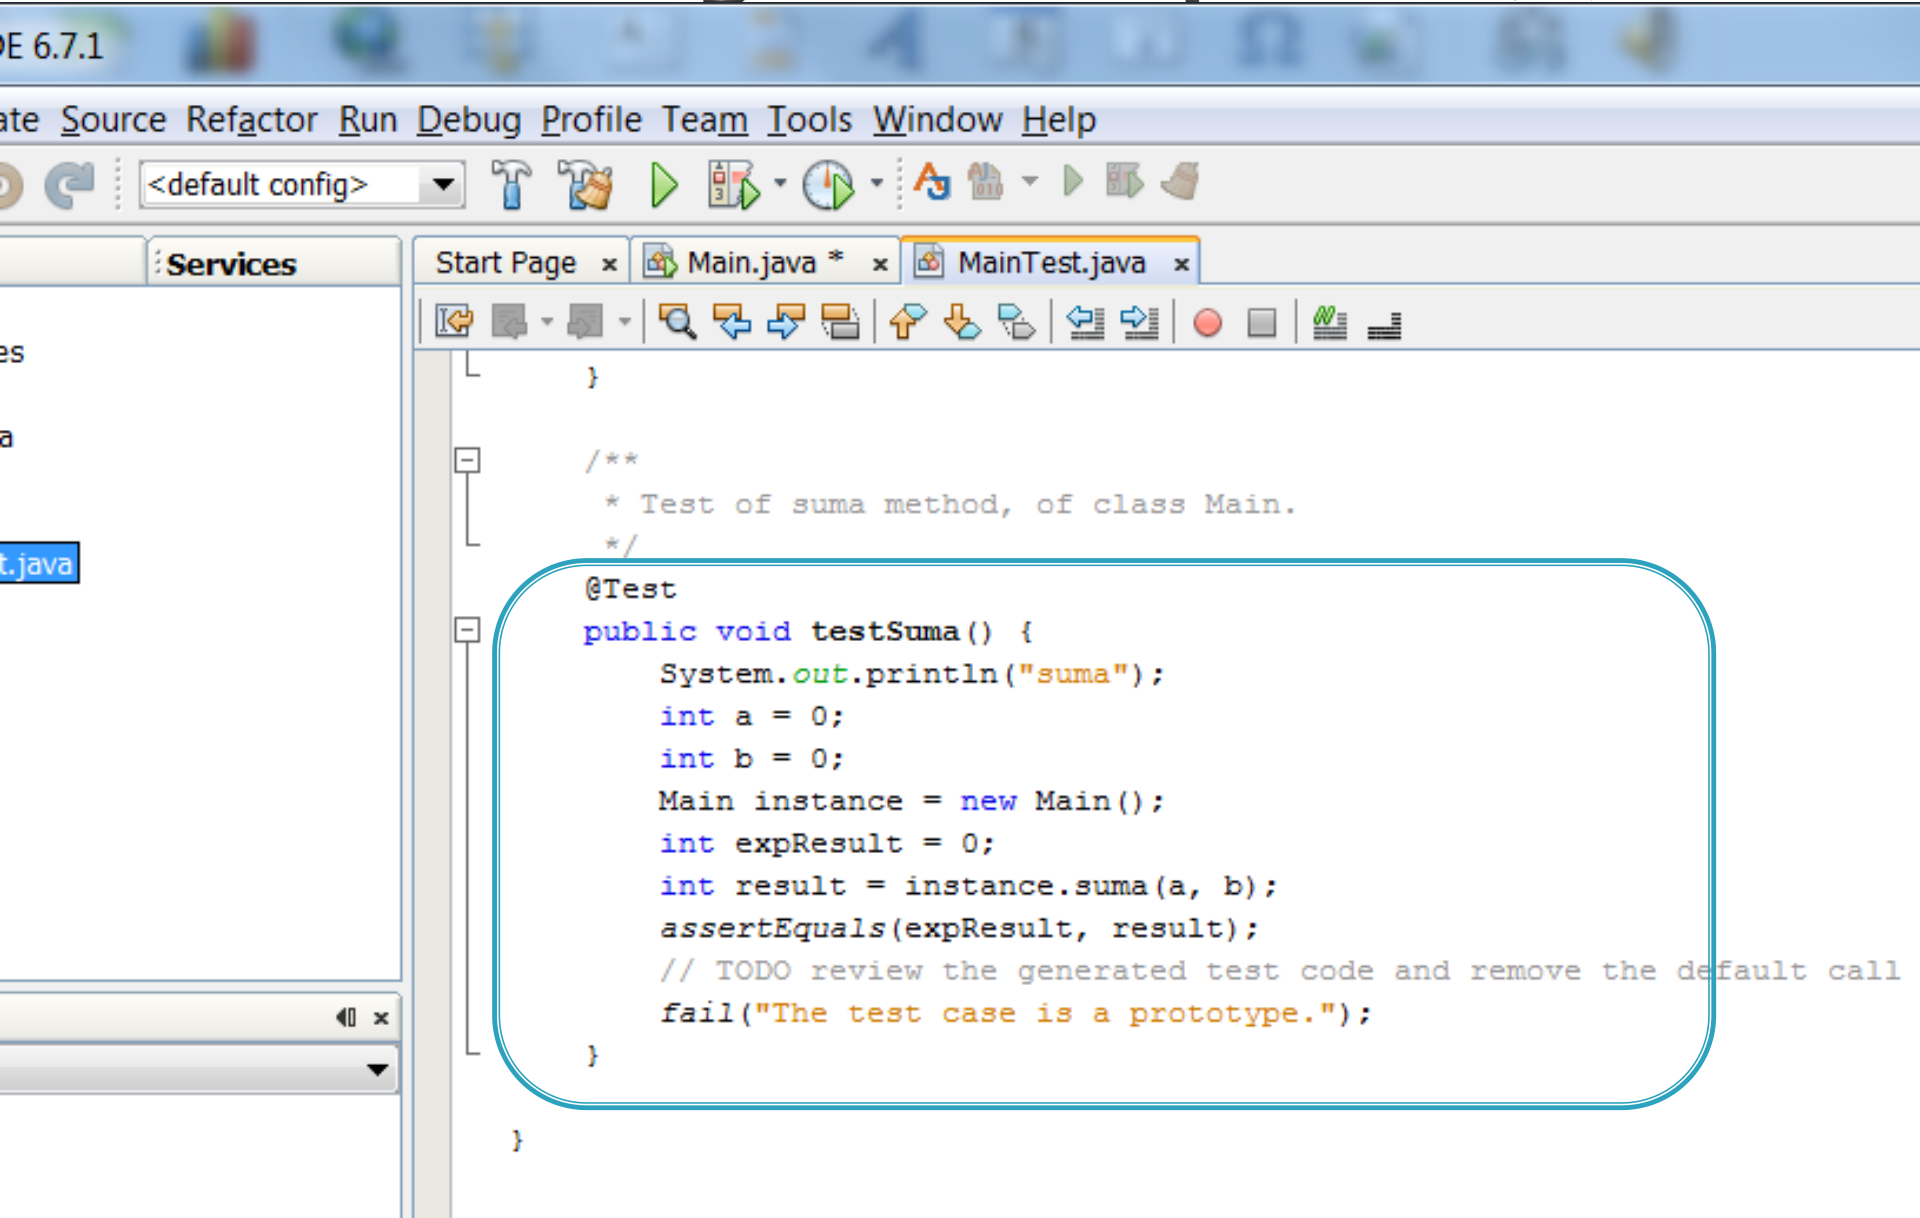 E 6.7.1
ate Source Refactor Run Debug Profile Team Tools Window Help
<default config>
Services
Start Page x Main.java * x MainTest.java x
es
a
t.java
}
/**
* Test of suma method, of class Main.
*/
@Test
public void testSuma() {
System.out.println("suma");
int a = 0;
int b = 0;
Main instance = new Main();
int expResult = 0;
int result = instance.suma(a, b);
assertEquals(expResult, result);
// TODO review the generated test code and remove the default call
fail("The test case is a prototype.");
}
}